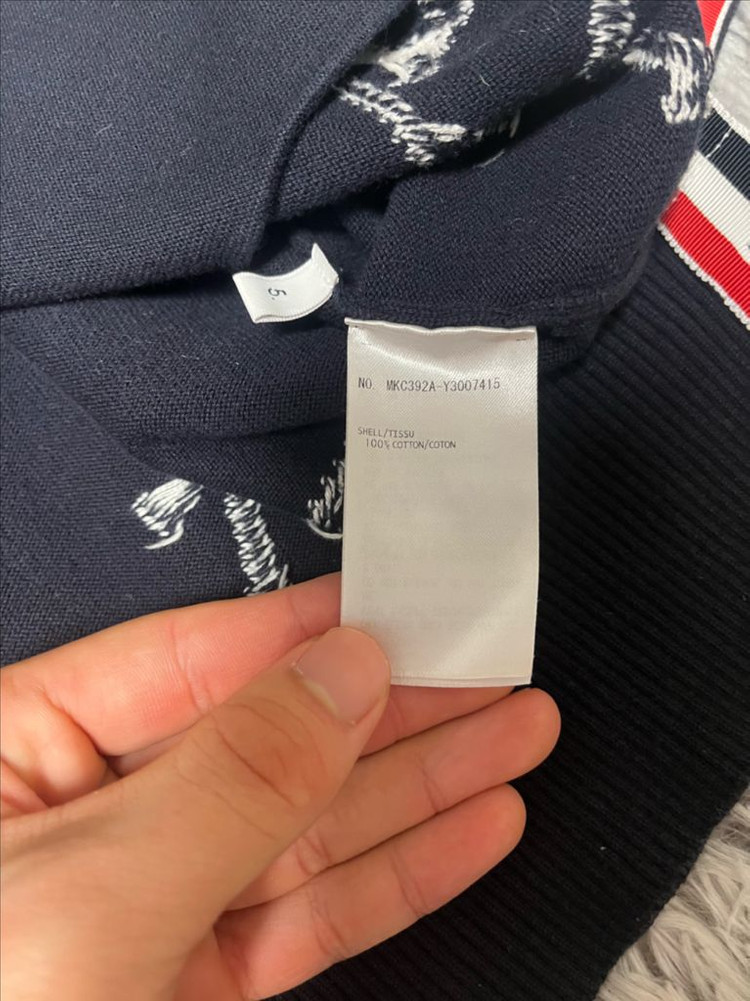 5.
NO. MKC392A-Y3007415
SHELL/TISSU
100% COTTON/COTON